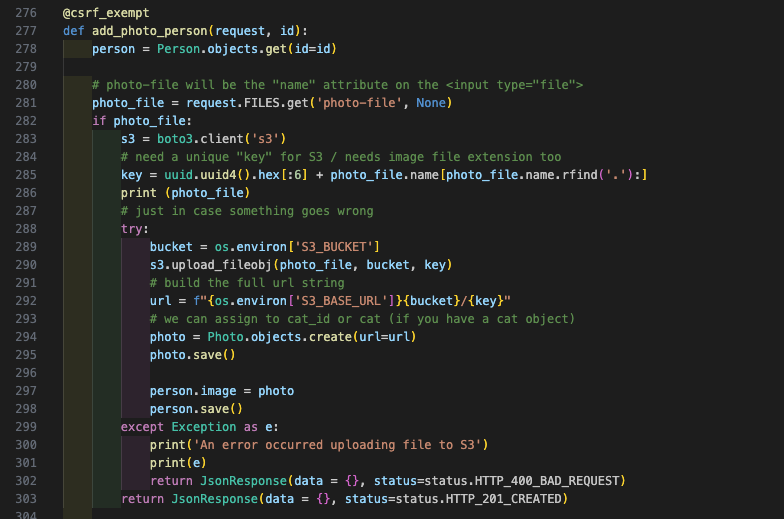 276 @csrf_exempt
277 def add_photo_person(request, id):
278     person = Person.objects.get(id=id)
279
280     # photo-file will be the "name" attribute on the <input type="file">
281     photo_file = request.FILES.get('photo-file', None)
282     if photo_file:
283         s3 = boto3.client('s3')
284         # need a unique "key" for S3 / needs image file extension too
285         key = uuid.uuid4().hex[:6] + photo_file.name[photo_file.name.rfind('.'):]
286         print (photo_file)
287         # just in case something goes wrong
288         try:
289             bucket = os.environ['S3_BUCKET']
290             s3.upload_fileobj(photo_file, bucket, key)
291             # build the full url string
292             url = f"{os.environ['S3_BASE_URL']}{bucket}/{key}"
293             # we can assign to cat_id or cat (if you have a cat object)
294             photo = Photo.objects.create(url=url)
295             photo.save()
296
297             person.image = photo
298             person.save()
299         except Exception as e:
300             print('An error occurred uploading file to S3')
301             print(e)
302             return JsonResponse(data = {}, status=status.HTTP_400_BAD_REQUEST)
303         return JsonResponse(data = {}, status=status.HTTP_201_CREATED)
304